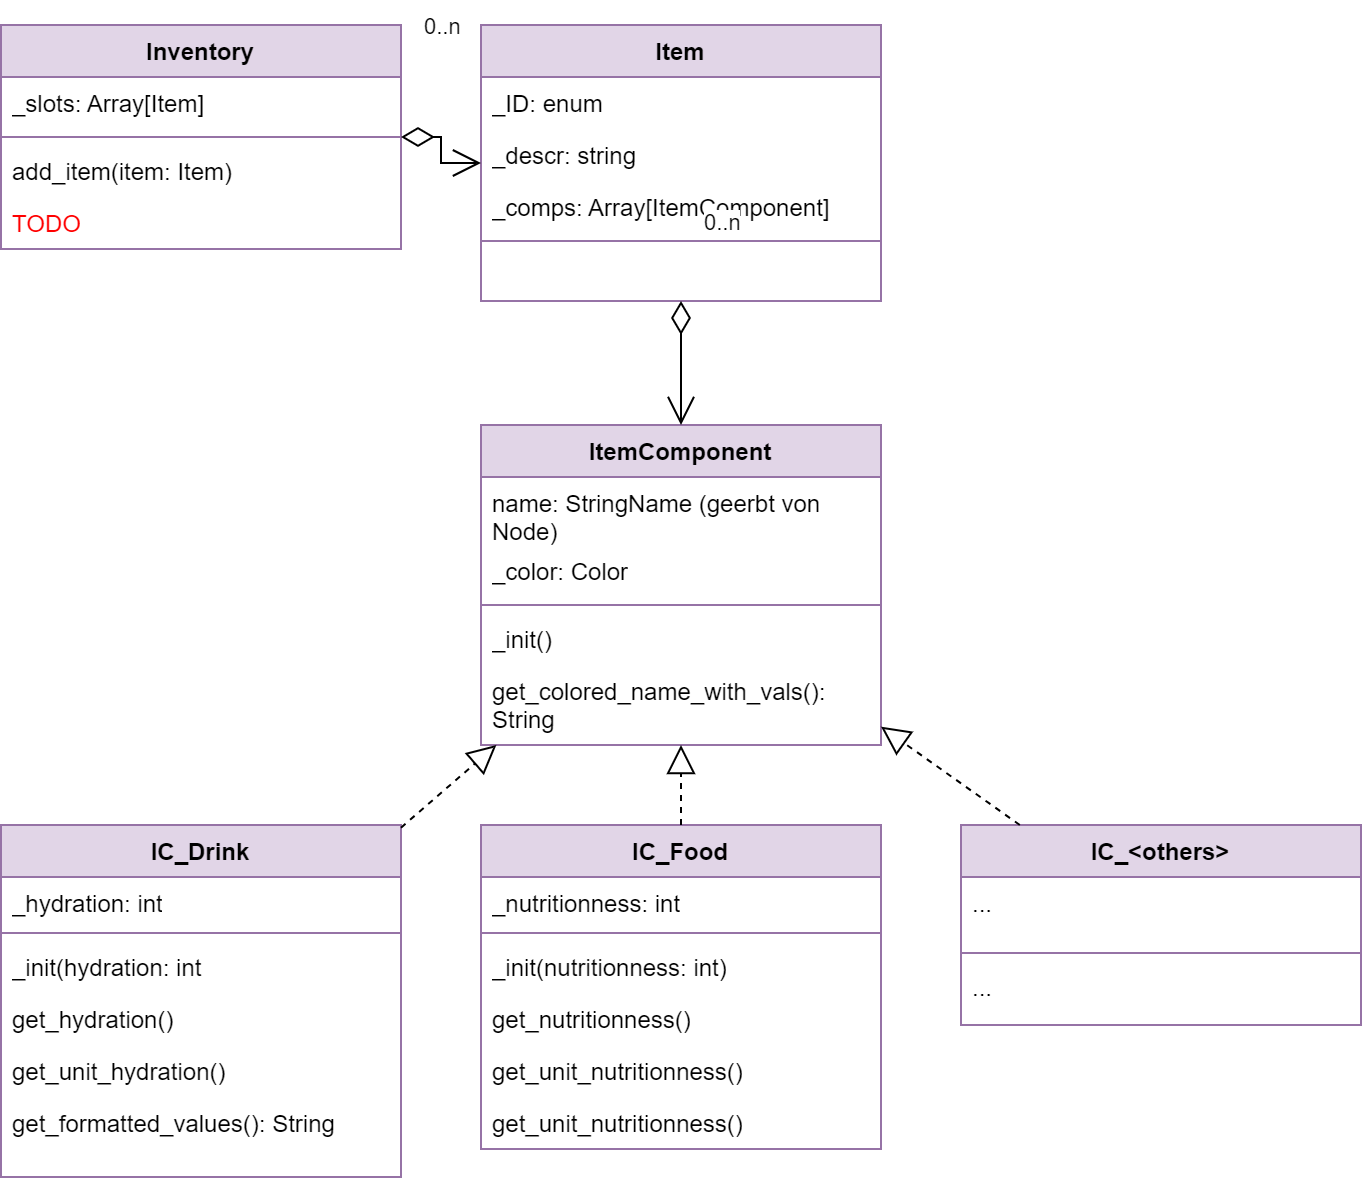 0..n
Inventory
_slots: Array[Item]
add_item(item: Item)
TODO
Item
_ID: enum
_descr: string
_comps: Array[ItemComponent]
0..n
ItemComponent
name: StringName (geerbt von
Node)
_color: Color
_init()
get_colored_name_with_vals():
String
IC_Drink
_hydration: int
_init(hydration: int
get_hydration()
get_unit_hydration()
get_formatted_values(): String
IC_Food
_nutritionness: int
_init(nutritionness: int)
get_nutritionness()
get_unit_nutritionness()
get_unit_nutritionness()
IC_<others>
...
...